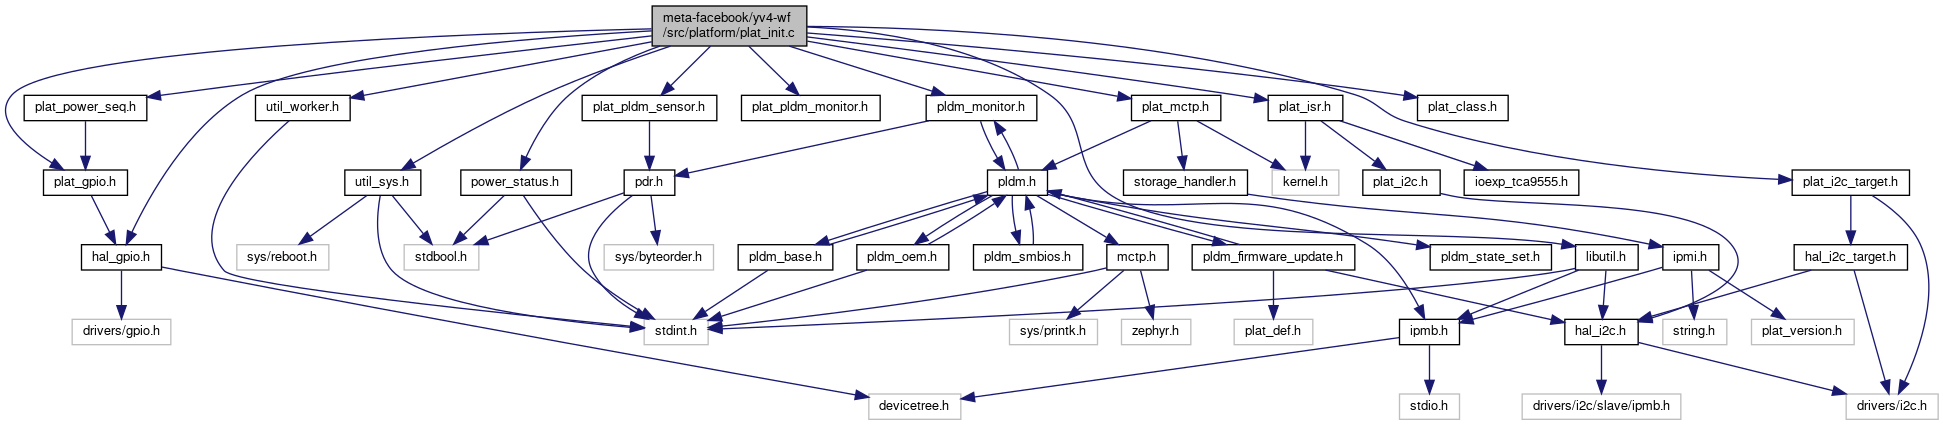 meta-facebook/yv4-wf
/src/platform/plat_init.c
plat_power_seq.h
util_worker.h
plat_pldm_sensor.h
plat_pldm_monitor.h
pldm_monitor.h
plat_mctp.h
plat_isr.h
plat_class.h
plat_gpio.h
util_sys.h
power_status.h
pdr.h
pldm.h
storage_handler.h
kernel.h
plat_i2c.h
ioexp_tca9555.h
plat_i2c_target.h
hal_gpio.h
sys/reboot.h
stdbool.h
sys/byteorder.h
pldm_base.h
pldm_oem.h
pldm_smbios.h
mctp.h
pldm_firmware_update.h
pldm_state_set.h
libutil.h
ipmi.h
hal_i2c_target.h
drivers/gpio.h
stdint.h
sys/printk.h
zephyr.h
plat_def.h
ipmb.h
hal_i2c.h
string.h
plat_version.h
devicetree.h
stdio.h
drivers/i2c/slave/ipmb.h
drivers/i2c.h